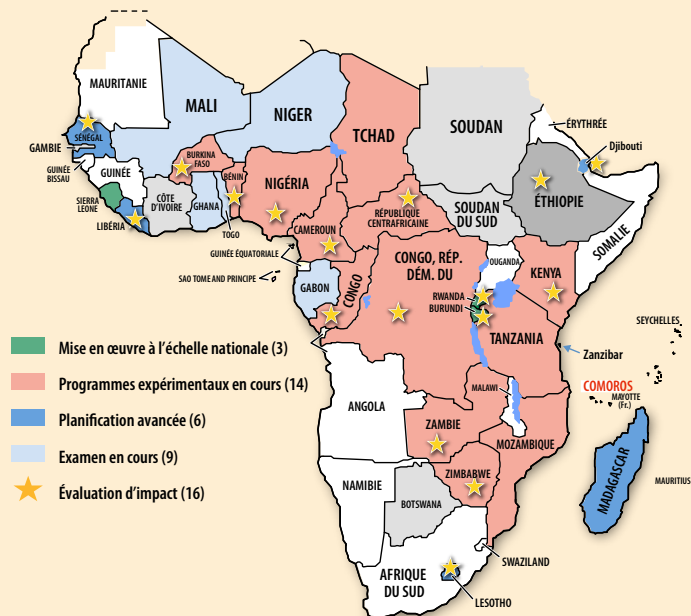 MAURITANIE
MALI
NIGER
TCHAD
SOUDAN
ÉRYTHRÉE
Djibouti
SÉNÉGAL
GAMBIE
GUINÉE
BISSAU
GUINÉE
SIERRA
LEONE
LIBÉRIA
CÔTE
D'IVOIRE
BURKINA
FASO
GHANA
TOGO
BÉNIN
NIGÉRIA
CAMEROUN
RÉPUBLIQUE
CENTRAFRICAINE
SOUDAN
DU SUD
ÉTHIOPIE
SOMALIE
GUINÉE ÉQUATORIALE
SAO TOME AND PRINCIPE
GABON
CONGO
CONGO, RÉP.
DÉM. DU
OUGANDA
KENYA
RWANDA
BURUNDI
TANZANIA
SEYCHELLES
Zanzibar
COMOROS
MAYOTTE
(Fr.)
MALAWI
ANGOLA
ZAMBIE
MOZAMBIQUE
ZIMBABWE
MADAGASCAR
MAURITIUS
NAMIBIE
BOTSWANA
SWAZILAND
AFRIQUE
DU SUD
LESOTHO
Mise en œuvre à l'échelle nationale (3)
Programmes expérimentaux en cours (14)
Planification avancée (6)
Examen en cours (9)
Évaluation d'impact (16)